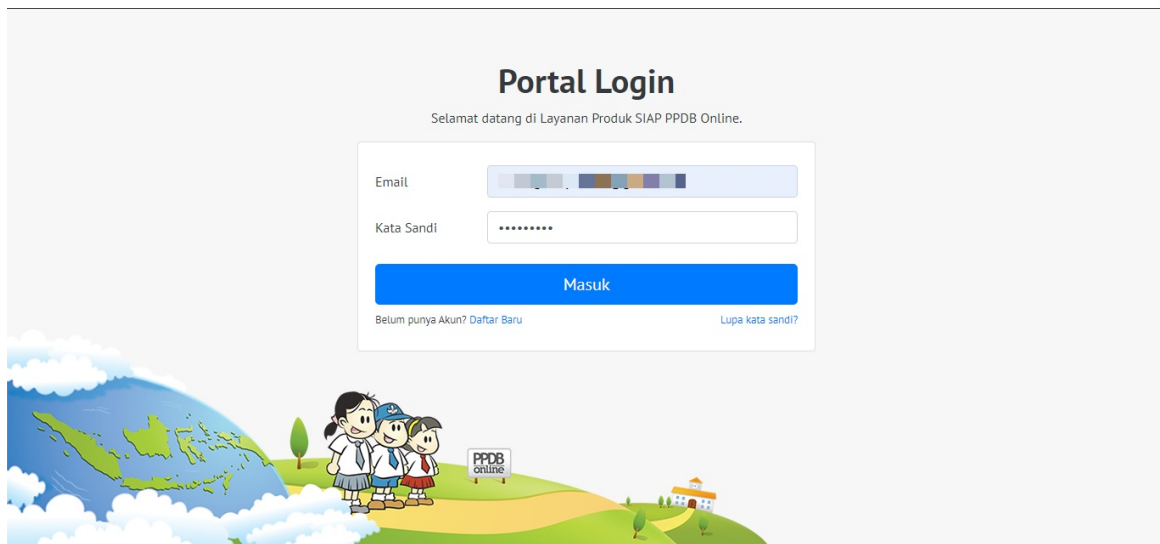 Portal Login
Selamat datang di Layanan Produk SIAP PPDB Online.
Email
Kata Sandi •••••••••
Masuk
Belum punya Akun? Daftar Baru
Lupa kata sandi?
PPDB
online